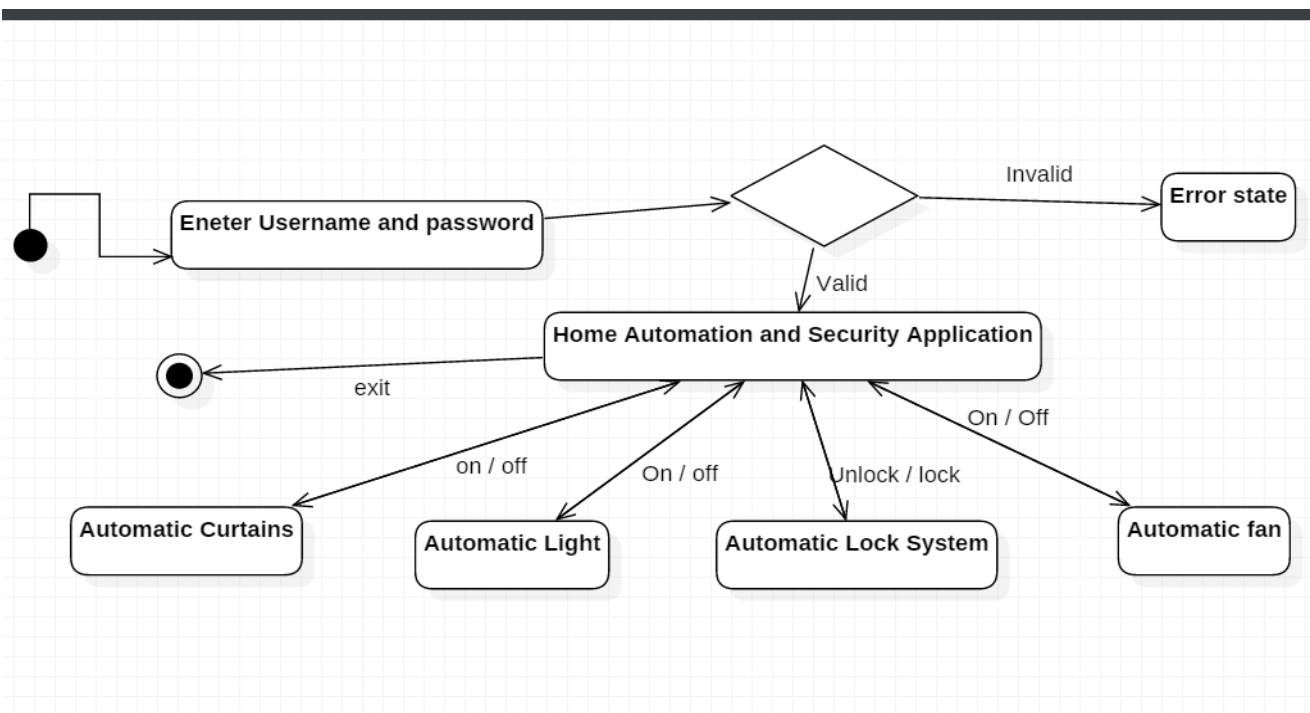 Invalid
Error state
Eneter Username and password
Valid
Home Automation and Security Application
exit
On / Off
on / off
On / off
Unlock / lock
Automatic Curtains
Automatic Light
Automatic Lock System
Automatic fan